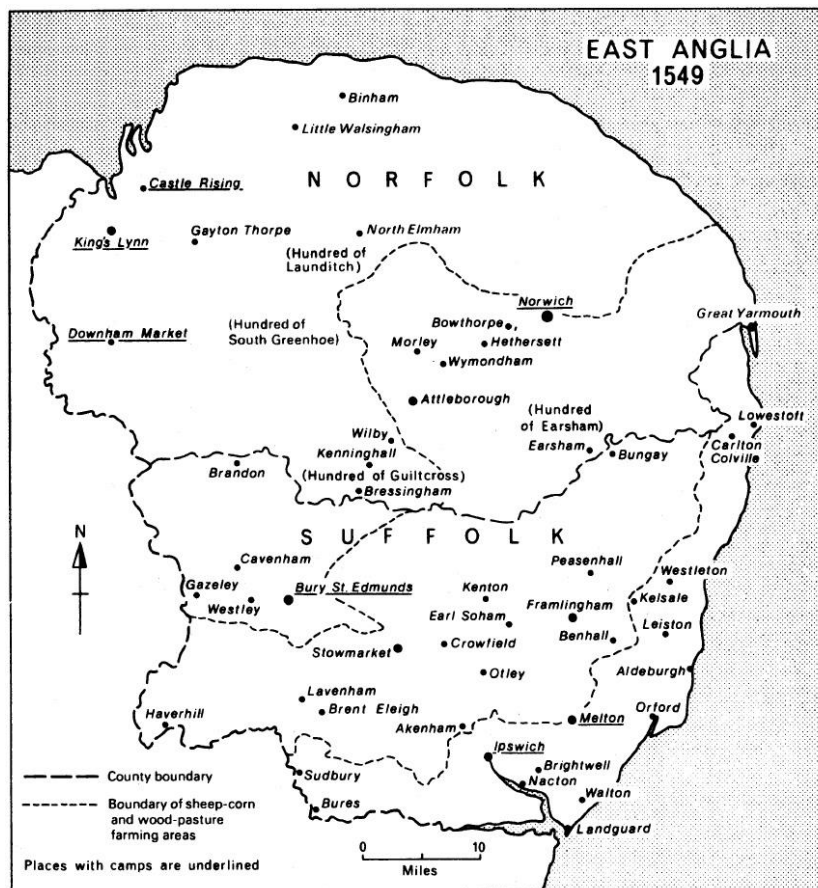 EAST ANGLIA
1549
Binham
Little Walsingham
Castle Rising
NORFOLK
King's Lynn
Gayton Thorpe
North Elmham
(Hundred of
Launditch)
Norwich
Great Yarmouth
Downham Market
(Hundred of
South Greenhoe)
Bowthorpe
Morley
Hethersett
Wymondham
Attleborough
(Hundred
of Earsham)
Lowestoft
Wilby
Earsham
Bungay
Carlton
Colville
Kenninghall
Brandon
(Hundred of Guiltcross)
Bressingham
N
SUFFOLK
Cavenham
Peasenhall
Gazeley
Westley
Bury St. Edmunds
Kenton
Westleton
Earl Soham
Framlingham
Kelsale
Stowmarket
Crowfield
Benhall
Leiston
Otley
Aldeburgh
Lavenham
Brent Eleigh
Haverhill
Akenham
Melton
Orford
Ipswich
Sudbury
Brightwell
Nacton
Walton
Bures
Landguard
County boundary
Boundary of sheep-corn
and wood-pasture
farming areas
Places with camps are underlined
0 10
Miles